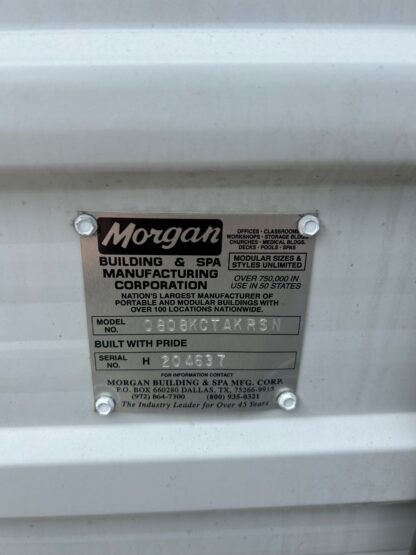 Morgan
OFFICES · CLASSROOMS
WORKSHOPS · STORAGE BLDGS.
CHURCHES · MEDICAL BLDGS.
DECKS · POOLS · SPAS
BUILDING & SPA
MANUFACTURING
CORPORATION
MODULAR SIZES &
STYLES UNLIMITED
OVER 750,000 IN
USE IN 50 STATES
NATION'S LARGEST MANUFACTURER OF
PORTABLE AND MODULAR BUILDINGS WITH
OVER 100 LOCATIONS NATIONWIDE.
MODEL NO. 0808KCTAKRSN
BUILT WITH PRIDE
SERIAL NO. H 204637
FOR INFORMATION CONTACT
MORGAN BUILDING & SPA MFG. CORP.
P.O. BOX 660280 DALLAS, TX, 75266-9915
(972) 864-7300 (800) 935-0321
The Industry Leader for Over 45 Years